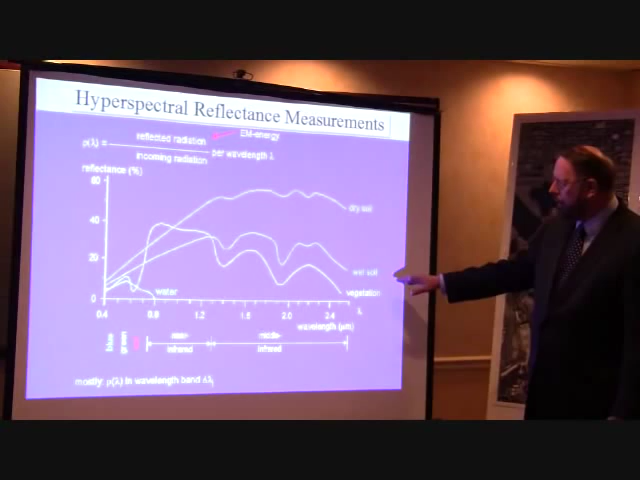 Hyperspectral Reflectance Measurements
ρ(λ) = reflected radiation
incoming radiation
per wavelength λ
EM-energy
reflectance (%)
60
40
20
0
dry soil
wet soil
vegetation
water
0.4 0.8 1.2 1.6 2.0 2.4 λ
wavelength (μm)
blue
green
near-
infrared
middle-
infrared
mostly ρ(λ) in wavelength band Δλi